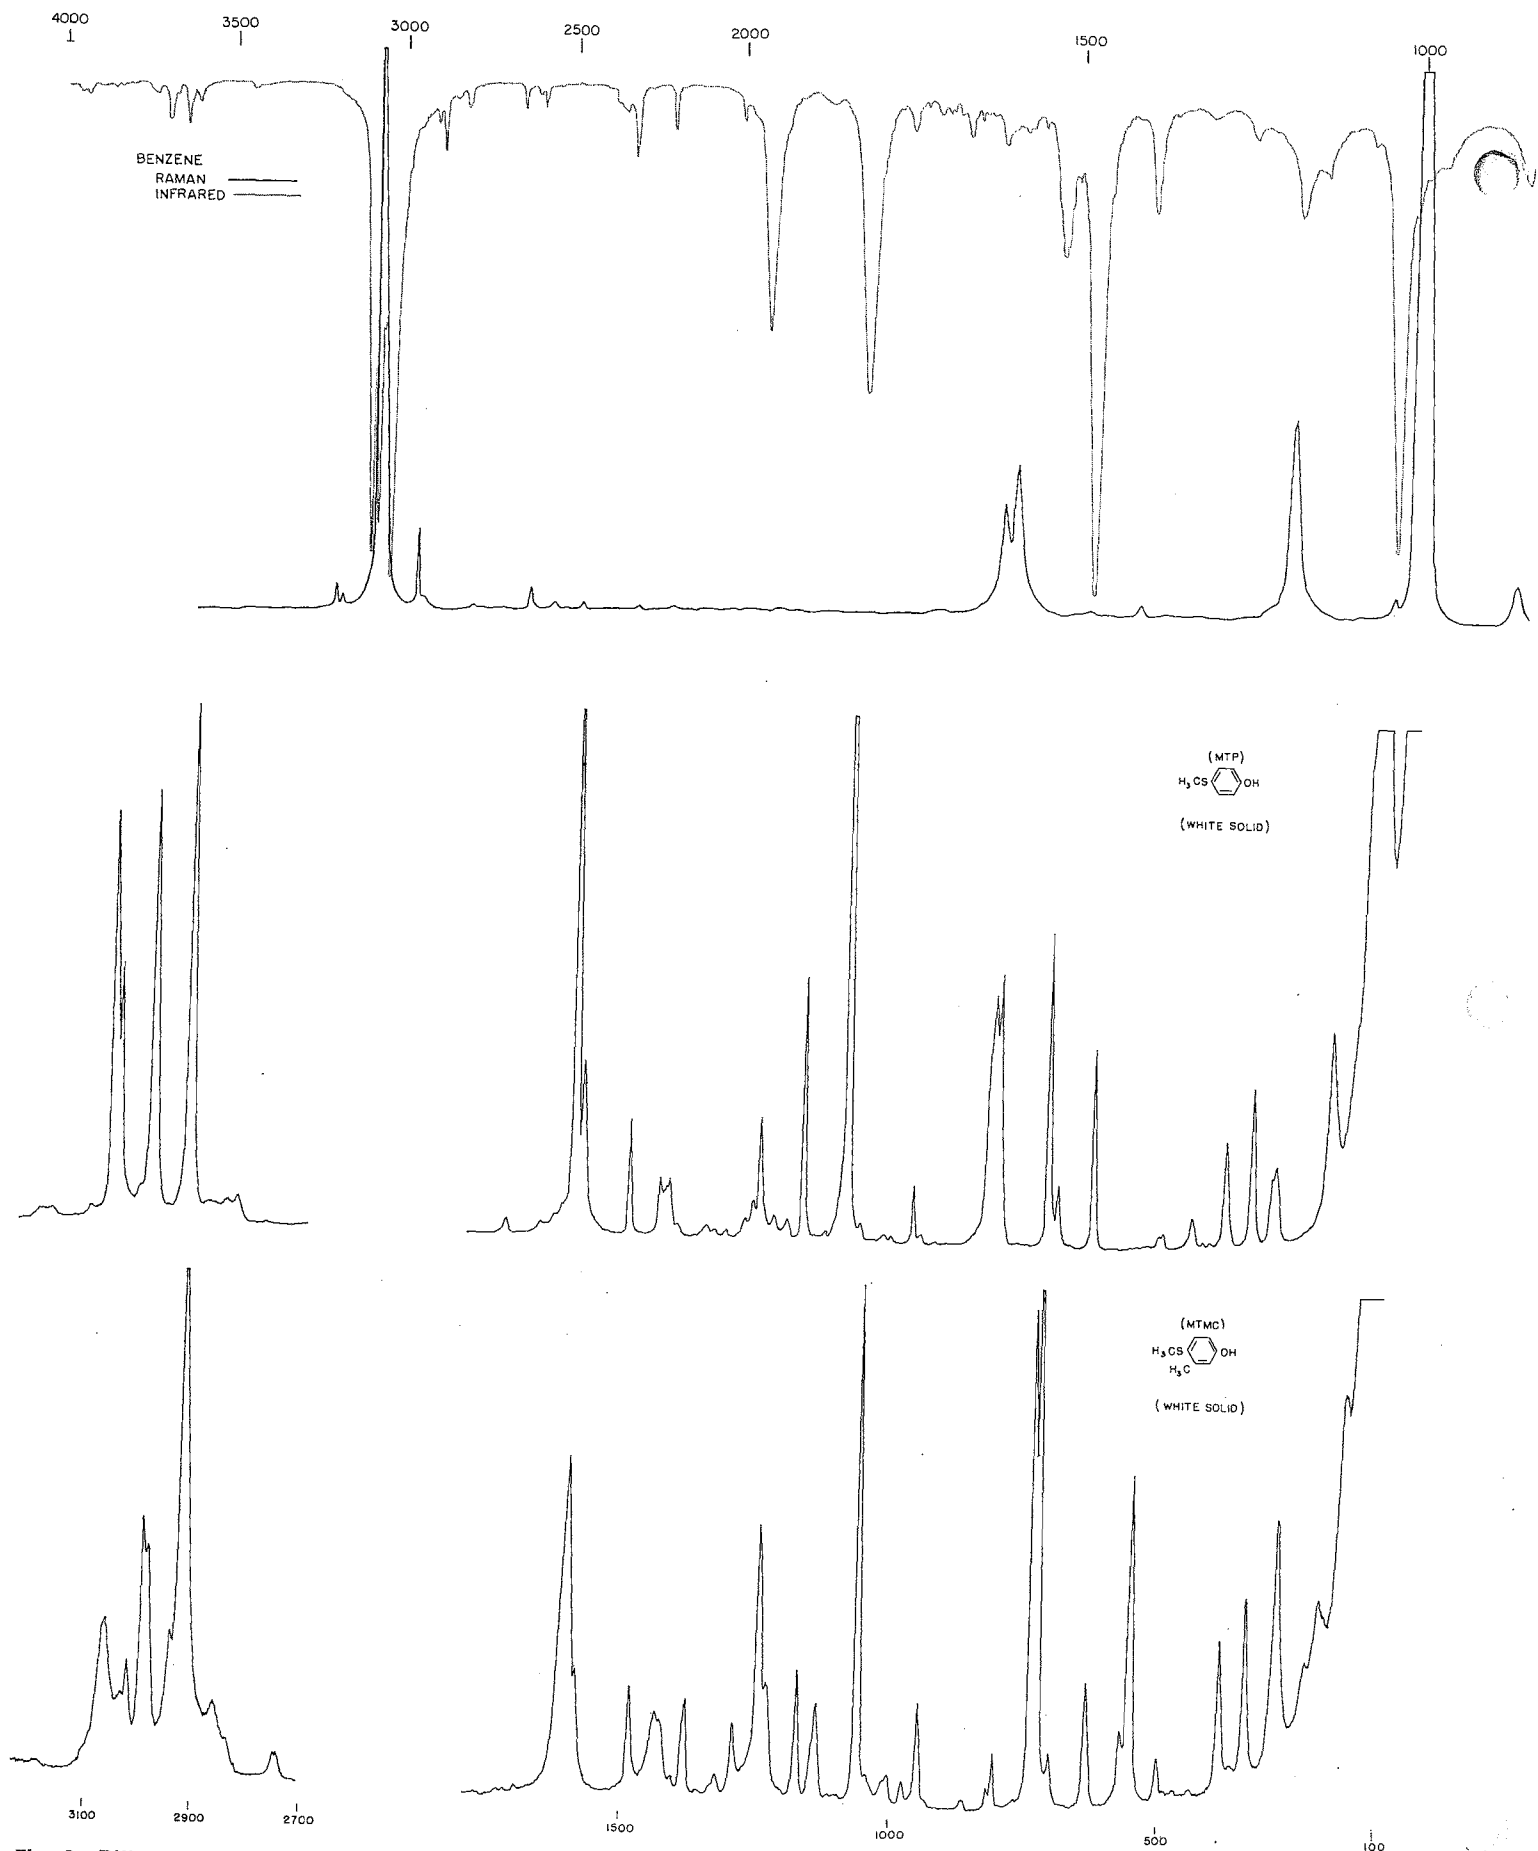 4000
3500
3000
2500
2000
1500
1000
BENZENE
RAMAN
INFRARED
(MTP)
H₃CS OH
(WHITE SOLID)
(MTMC)
H₃CS OH
H₃C
(WHITE SOLID)
3100
2900
2700
1500
1000
500
100